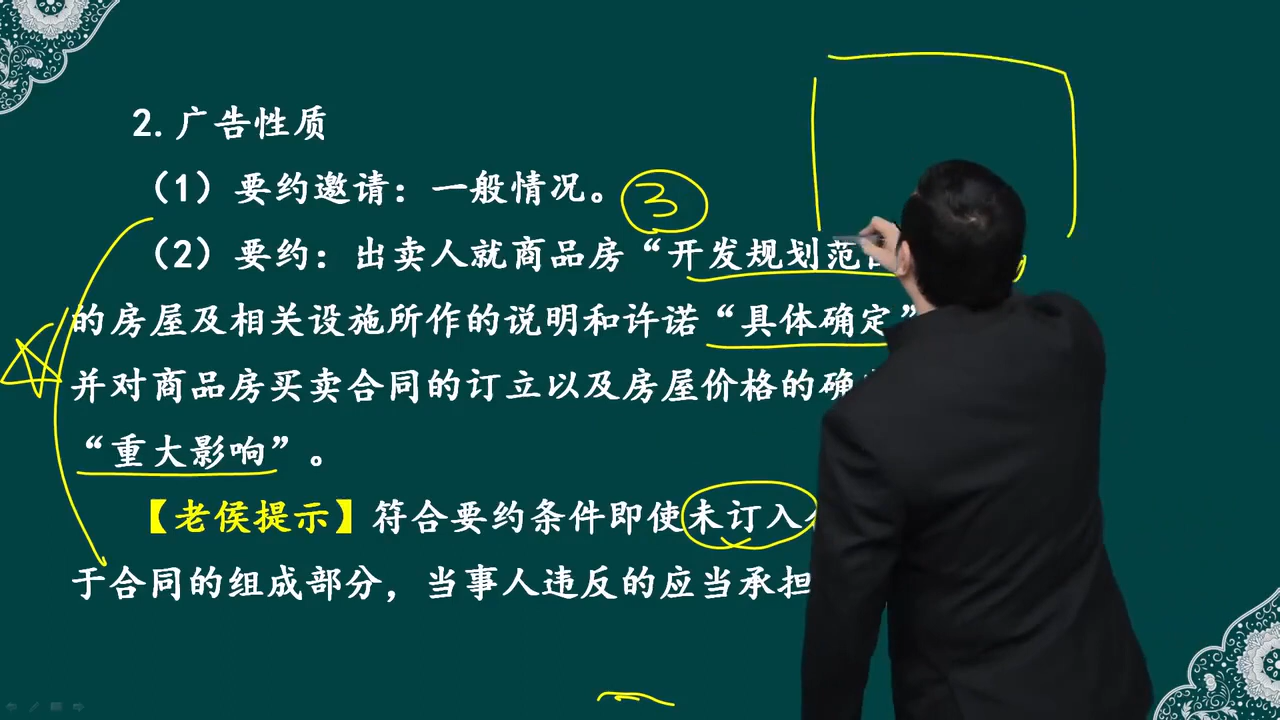 2.广告性质
（1）要约邀请：一般情况。
③
（2）要约：出卖人就商品房“开发规划范
的房屋及相关设施所作的说明和许诺“具体确定”
并对商品房买卖合同的订立以及房屋价格的确
“重大影响”。
【老侯提示】符合要约条件即使未订入
于合同的组成部分，当事人违反的应当承担